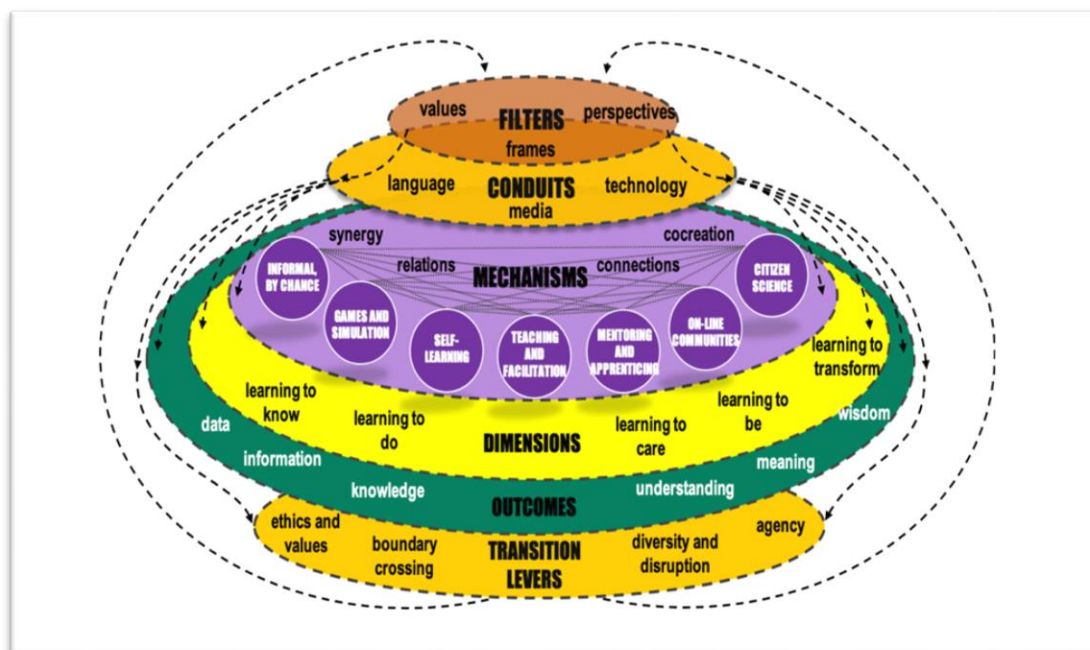 values
FILTERS
perspectives
frames
language
CONDUITS
technology
media
synergy
cocreation
relations
MECHANISMS
connections
INFORMAL,
BY CHANCE
GAMES AND
SIMULATION
SELF-
LEARNING
TEACHING
AND
FACILITATION
MENTORING
AND
APPRENTICING
ON-LINE
COMMUNITIES
CITIZEN
SCIENCE
learning to
know
learning to
do
DIMENSIONS
learning to
care
learning to
be
learning to
transform
data
information
knowledge
OUTCOMES
understanding
meaning
wisdom
ethics and
values
boundary
crossing
TRANSITION
LEVERS
diversity and
disruption
agency